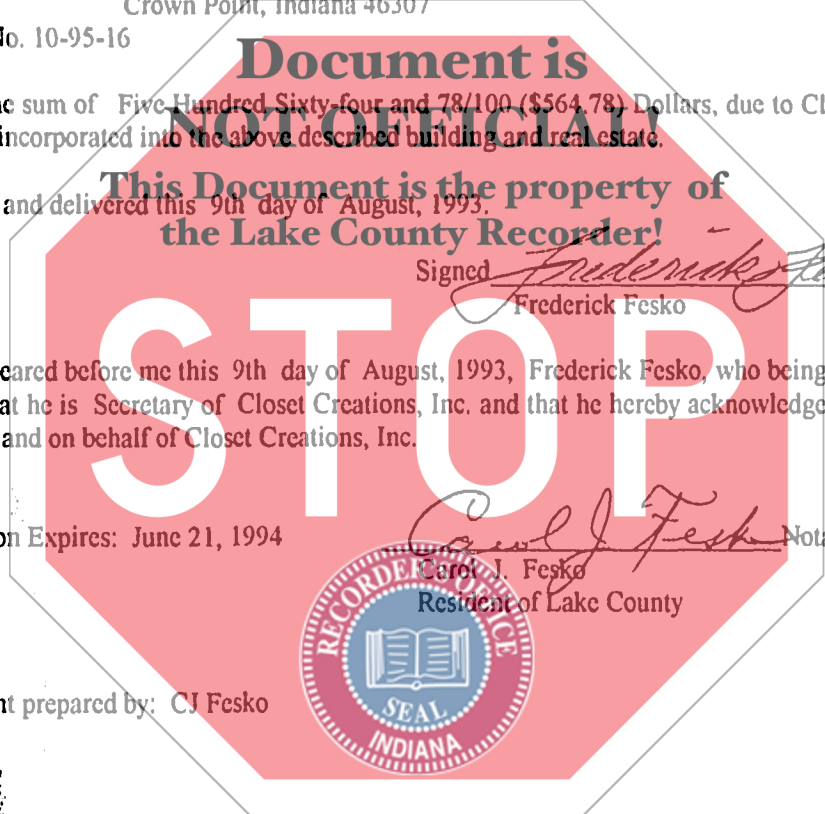 Crown Point, Indiana 46307
No. 10-95-16
Document is
e sum of Five Hundred Sixty-four and 78/100 ($564.78) Dollars, due to Cl
NOT OFFICIAL!
incorporated into the above described building and real estate.
This Document is the property of
and delivered this 9th day of August, 1993.
the Lake County Recorder!
Signed Frederick
Frederick Fesko
STOP
eared before me this 9th day of August, 1993, Frederick Fesko, who being
at he is Secretary of Closet Creations, Inc. and that he hereby acknowledge
and on behalf of Closet Creations, Inc.
on Expires: June 21, 1994 Carol J. Fesko Nota
Carol J. Fesko
Resident of Lake County
RECORDER'S OFFICE
SEAL
INDIANA
nt prepared by: CJ Fesko